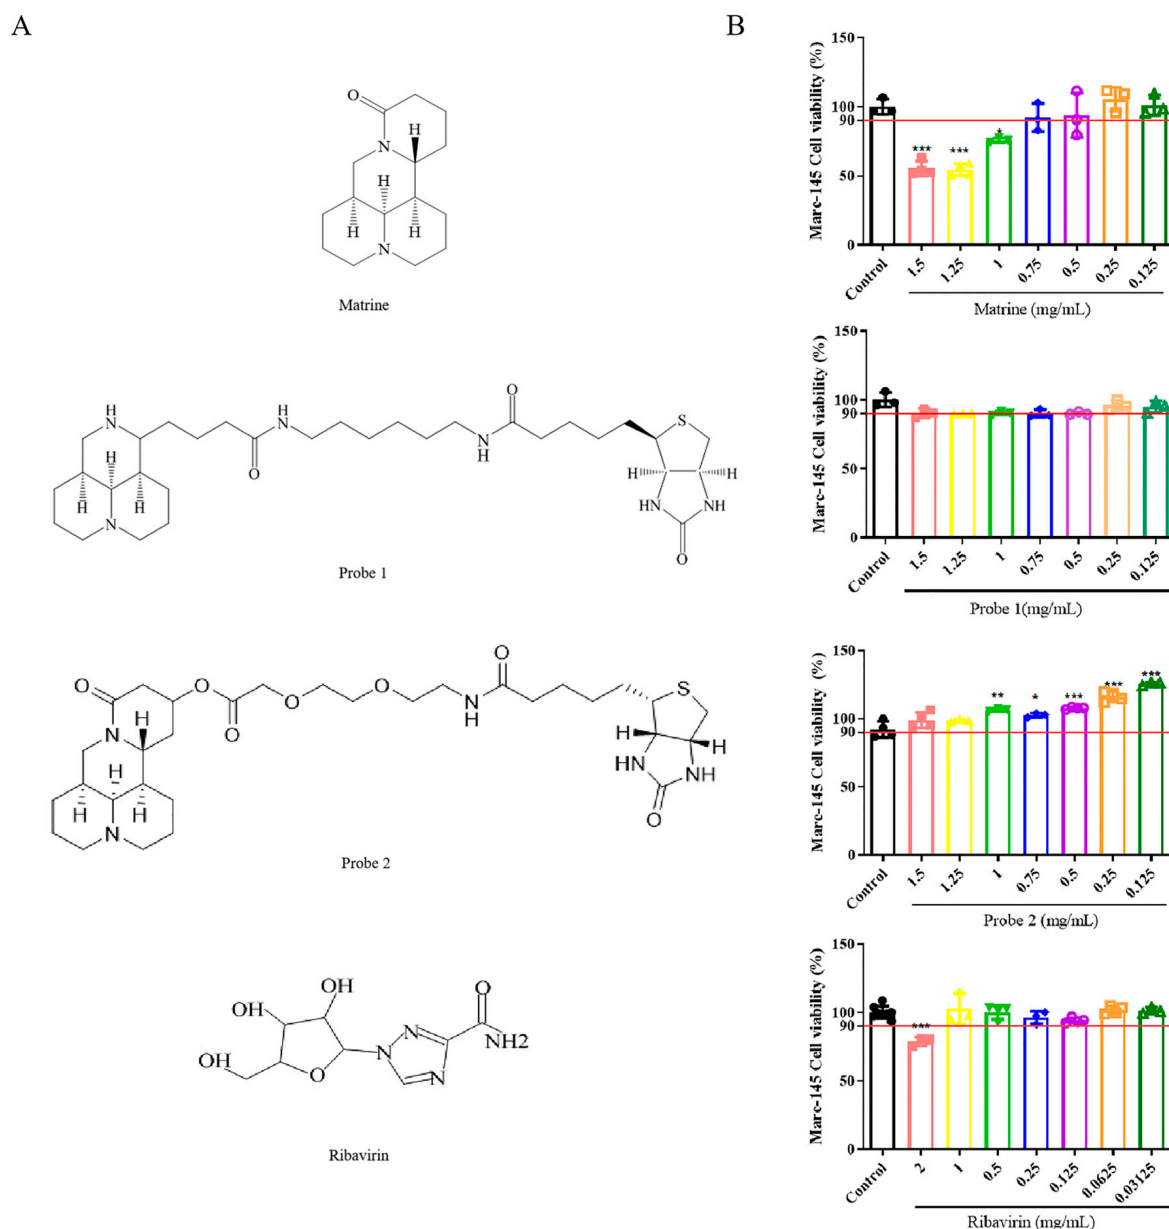 A
O
H
N
H
H
H
N
Matrine
H
N
H
N
O
N
H
O
S
H
H
HN
NH
O
H
H
H
N
Probe 1
O
O
O
O
O
N
H
O
S
H
H
HN
NH
O
H
N
H
H
H
N
Probe 2
OH
OH
OH
O
N
N
N
O
NH2
Ribavirin
B
Marc-145 Cell viability (%)
150
100
90
50
0
***
***
*
Control
1.5
1.25
1
0.75
0.5
0.25
0.125
Matrine (mg/mL)
Marc-145 Cell viability (%)
150
100
90
50
0
Control
1.5
1.25
1
0.75
0.5
0.25
0.125
Probe 1(mg/mL)
Marc-145 Cell viability (%)
150
100
90
50
0
**
*
***
***
***
Control
1.5
1.25
1
0.75
0.5
0.25
0.125
Probe 2 (mg/mL)
Marc-145 Cell viability (%)
150
100
90
50
0
***
Control
2
1
0.5
0.25
0.125
0.0625
0.03125
Ribavirin (mg/mL)